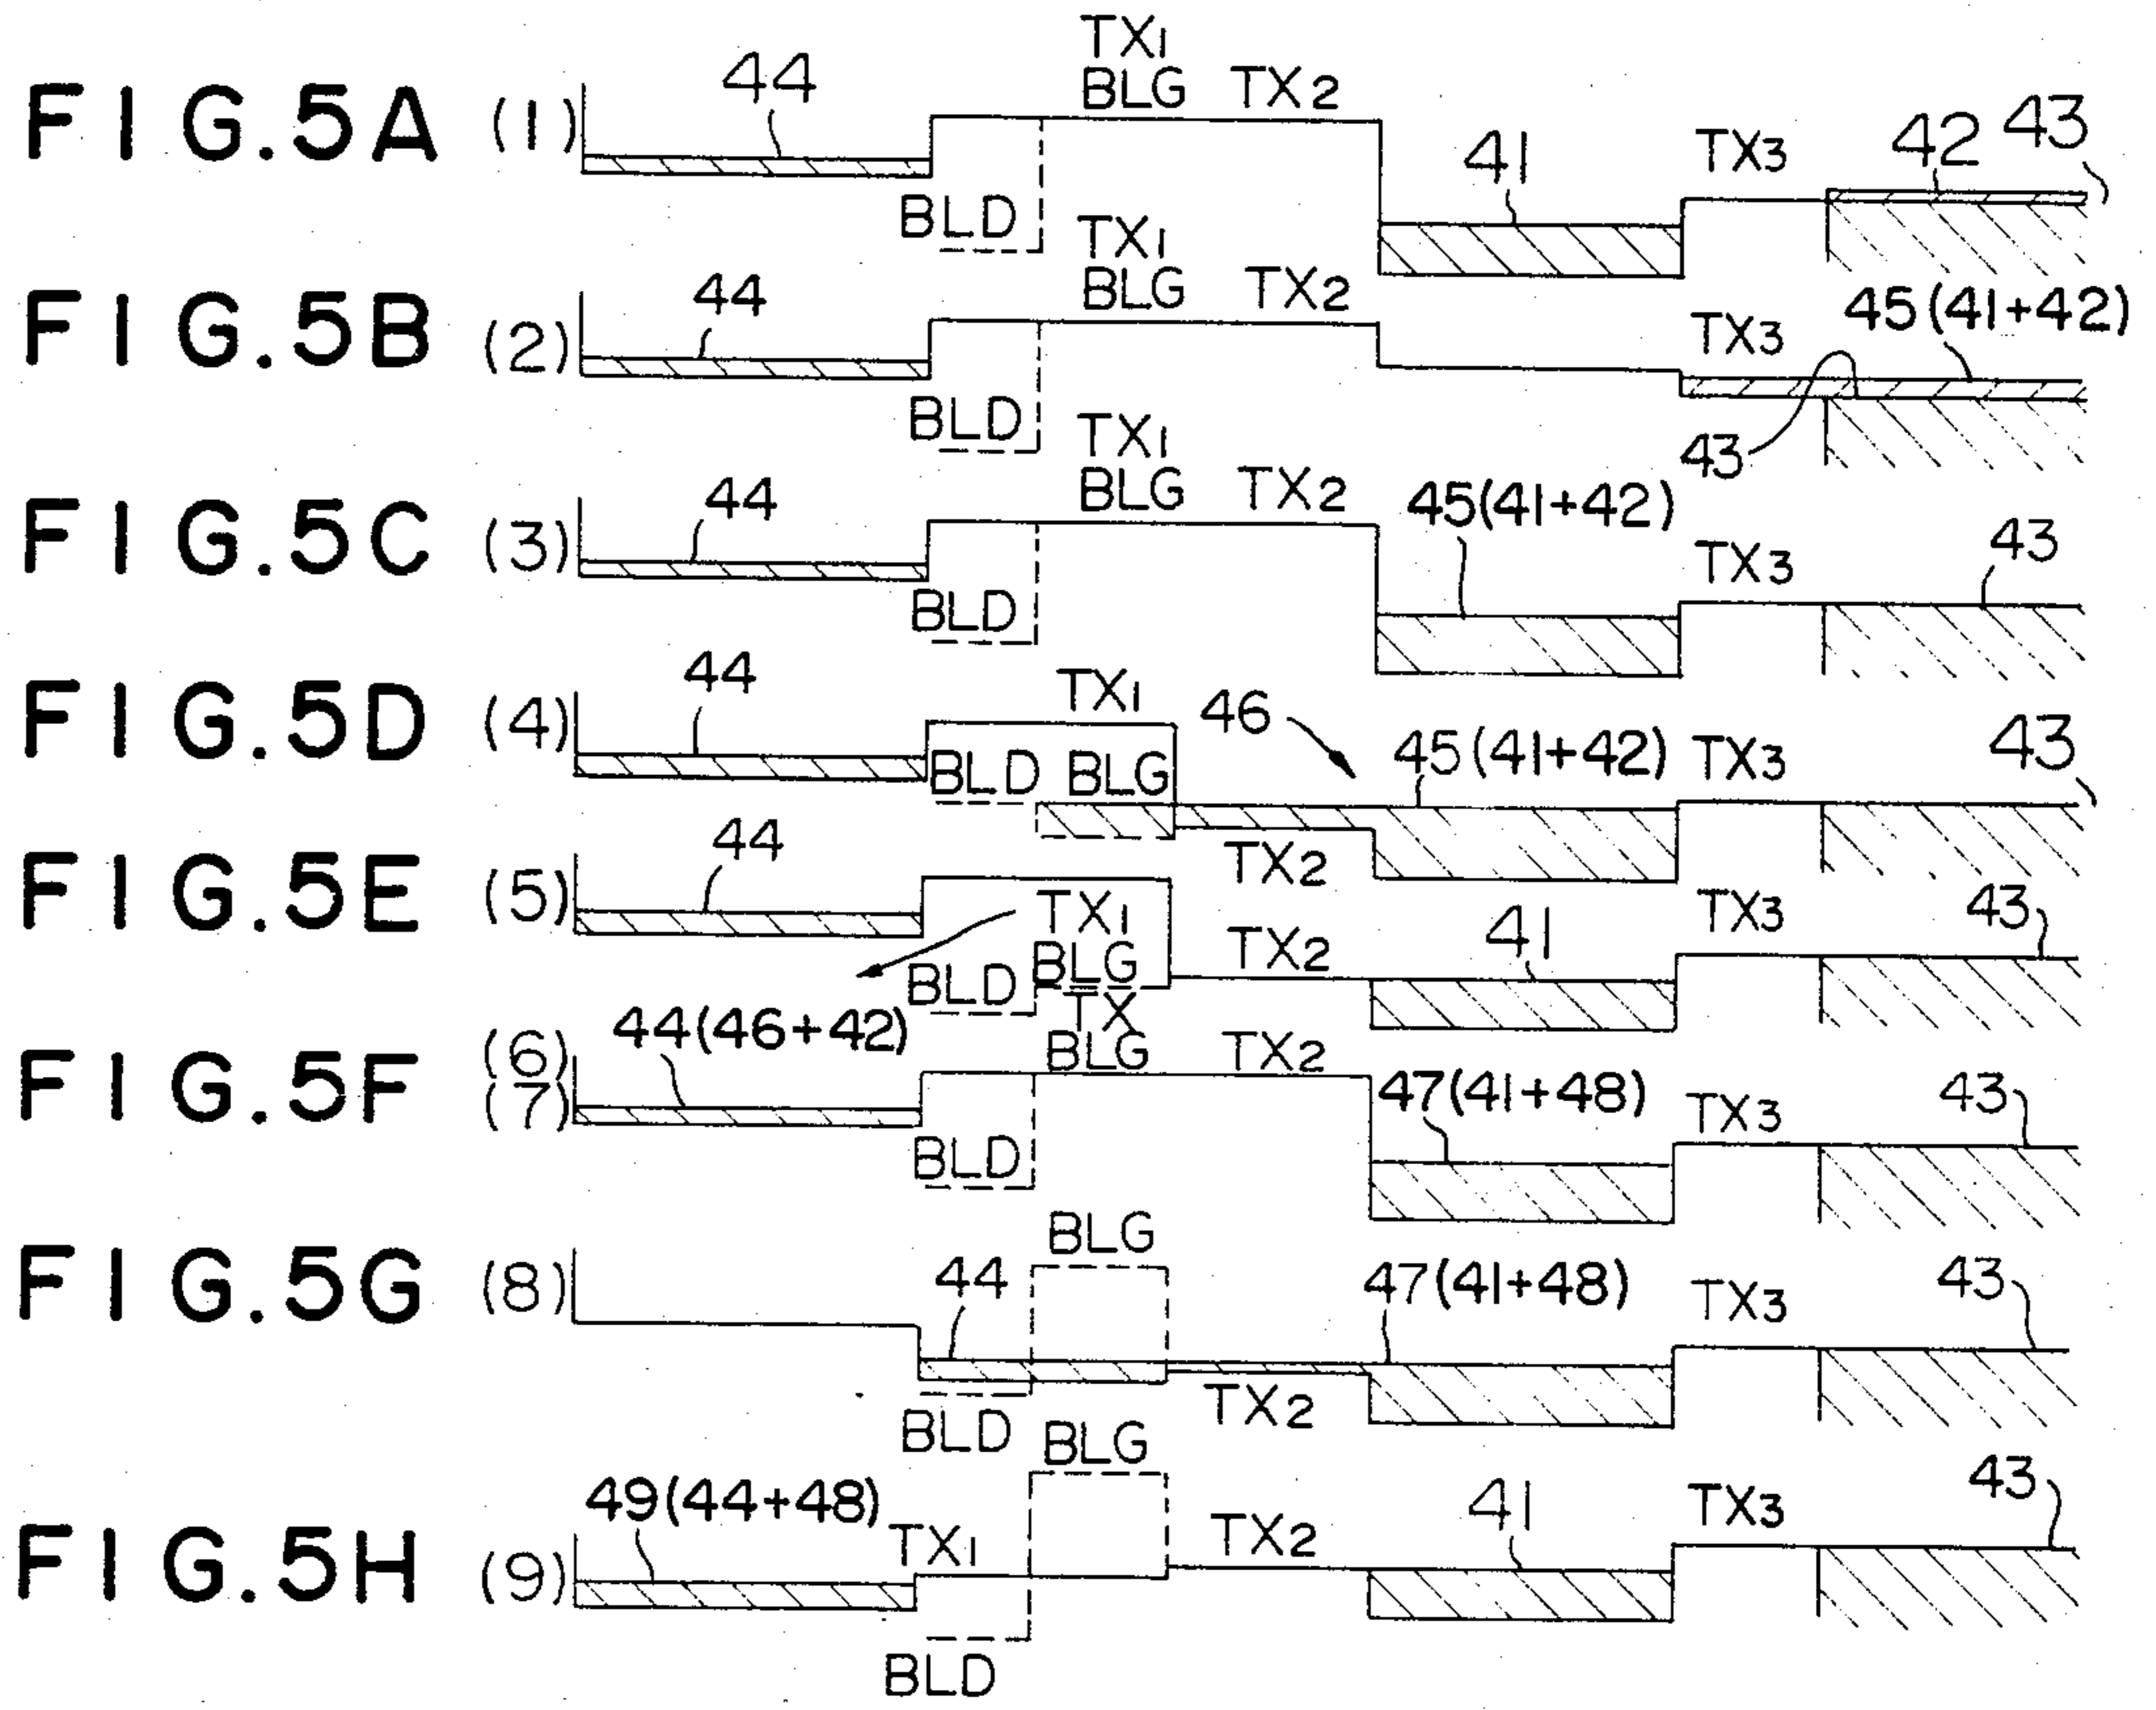 TX1
FIG.5A (1) 44 BLG TX2 41 TX3 42 43
BLD TX1
FIG.5B (2) 44 BLG TX2 TX3 45(41+42)
BLD TX1 43
FIG.5C (3) 44 BLG TX2 45(41+42) TX3 43
BLD
FIG.5D (4) 44 TX1 46 45(41+42) TX3 43
BLD BLG
TX2
FIG.5E (5) 44 TX1 TX2 41 TX3 43
BLD BLG
TX
FIG.5F (6) 44(46+42) BLG TX2
(7) 47(41+48) TX3 43
BLD
BLG
FIG.5G (8) 44 47(41+48) TX3 43
BLD TX2
BLG
49(44+48) TX1 TX2 41 TX3 43
FIG.5H (9)
BLD